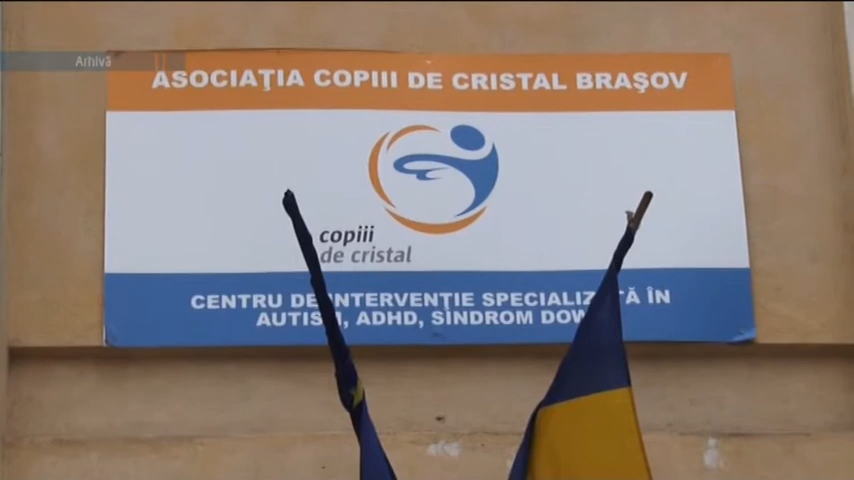 Arhivă
ASOCIAŢIA COPIII DE CRISTAL BRAŞOV
copiii
de cristal
CENTRU DE INTERVENŢIE SPECIALIZATĂ ÎN
AUTISM, ADHD, SINDROM DOWN